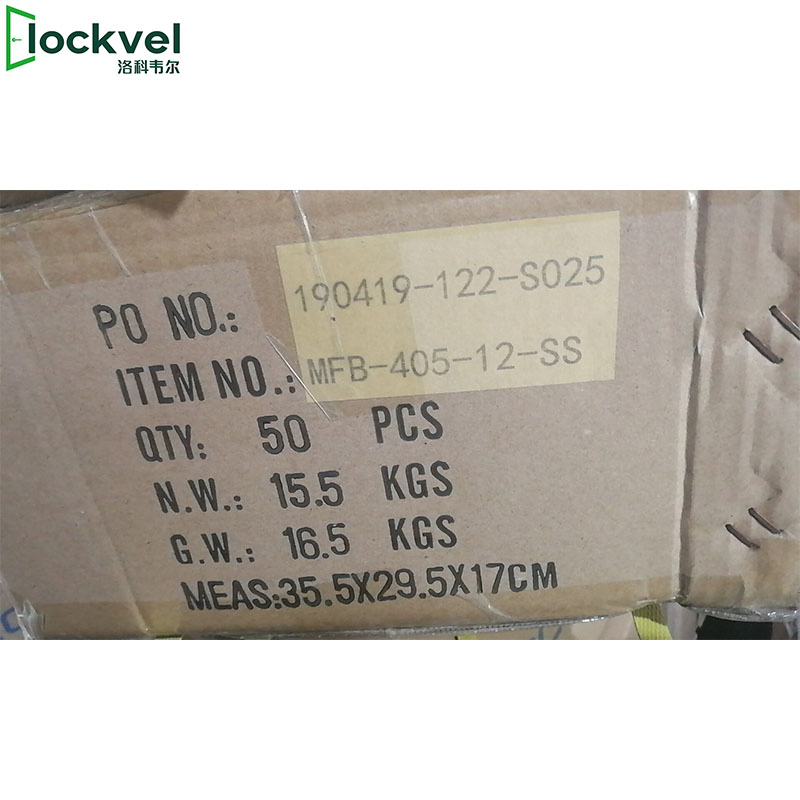 lockvel
洛科韦尔
PO NO.: 190419-122-S025
ITEM NO.: MFB-405-12-SS
QTY: 50 PCS
N.W.: 15.5 KGS
G.W.: 16.5 KGS
MEAS:35.5X29.5X17CM